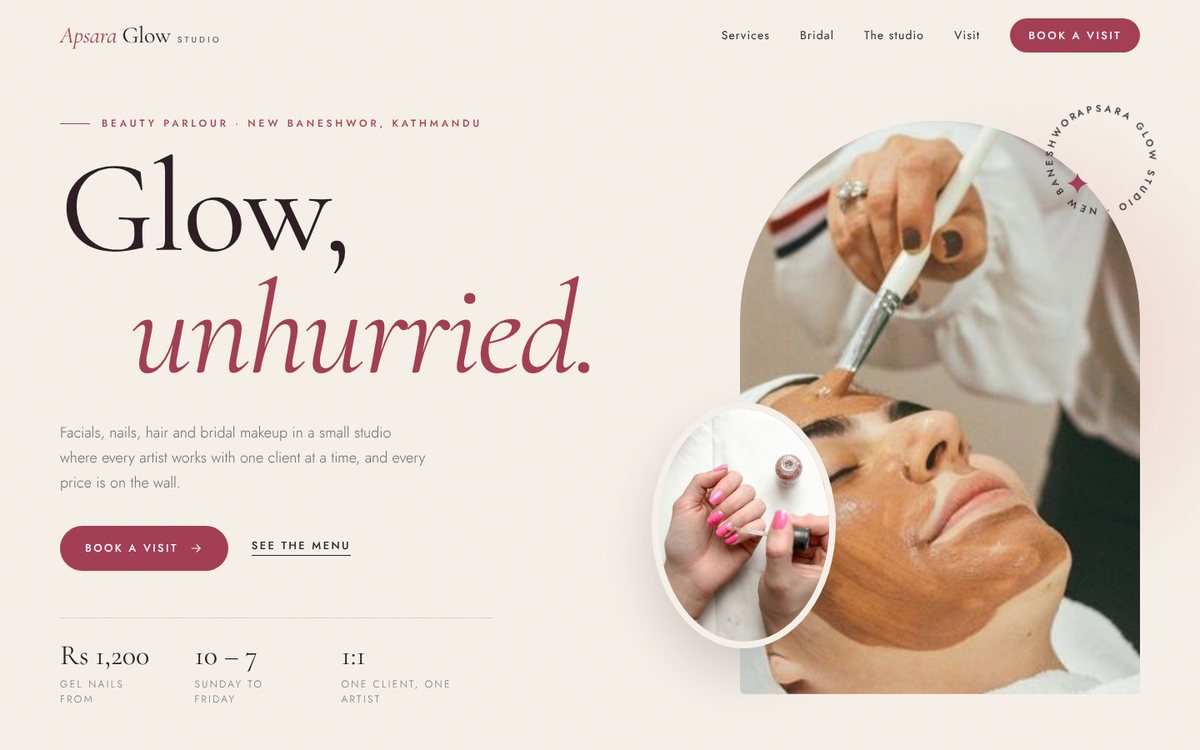 Apsara Glow STUDIO
Services
Bridal
The studio
Visit
BOOK A VISIT
BEAUTY PARLOUR · NEW BANESHWOR, KATHMANDU
Glow,
unhurried.
Facials, nails, hair and bridal makeup in a small studio
where every artist works with one client at a time, and every
price is on the wall.
BOOK A VISIT →
SEE THE MENU
Rs 1,200
GEL NAILS
FROM
10 – 7
SUNDAY TO
FRIDAY
1:1
ONE CLIENT, ONE
ARTIST
APSARA GLOW STUDIO · NEW BANESHWOR